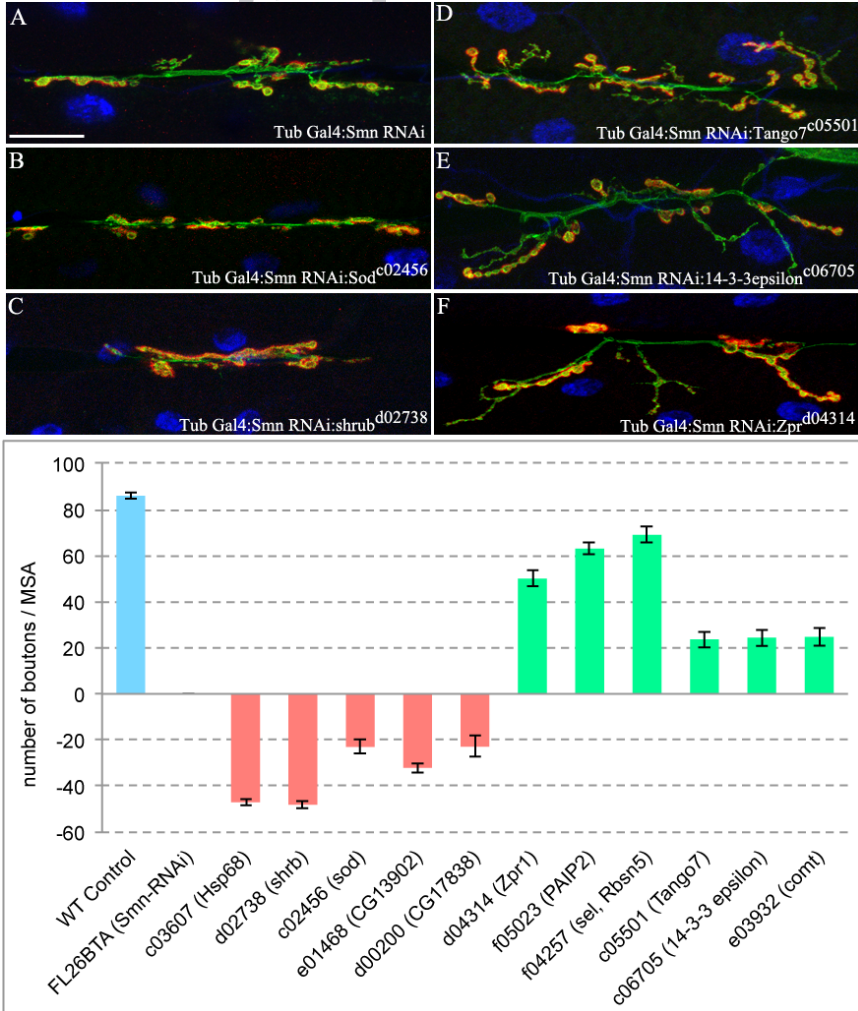 A
Tub Gal4:Smn RNAi
B
Tub Gal4:Smn RNAi:Sod c02456
C
Tub Gal4:Smn RNAi:shrub d02738
D
Tub Gal4:Smn RNAi:Tango7 c05501
E
Tub Gal4:Smn RNAi:14-3-3epsilon c06705
F
Tub Gal4:Smn RNAi:Zpr d04314
number of boutons / MSA
100
80
60
40
20
0
-20
-40
-60
WT Control
FL26BTA (Smn-RNAi)
c03607 (Hsp68)
d02738 (shrb)
c02456 (sod)
e01468 (CG13902)
d00200 (CG17838)
d04314 (Zpr1)
f05023 (PAIP2)
f04257 (sel, Rbsn5)
c05501 (Tango7)
c06705 (14-3-3 epsilon)
e03932 (comt)